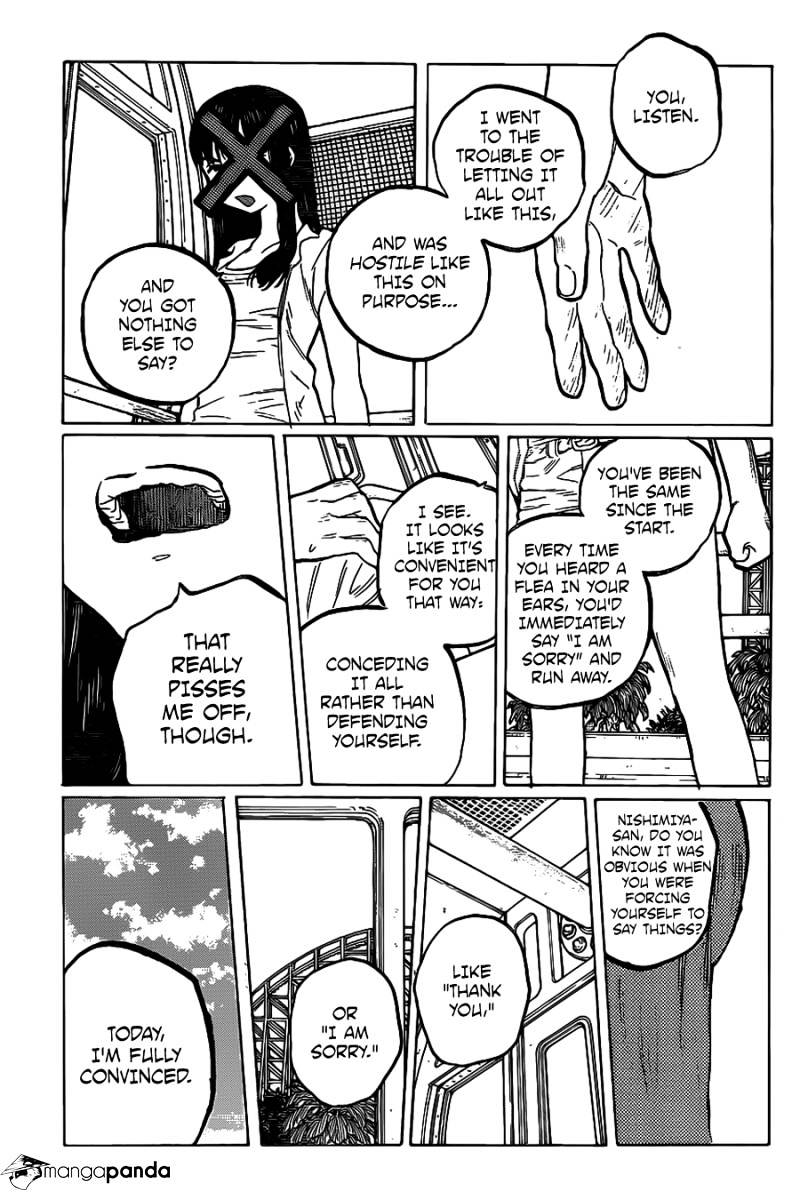 YOU,
LISTEN.
I WENT
TO THE
TROUBLE OF
LETTING IT
ALL OUT
LIKE THIS,
AND WAS
HOSTILE LIKE
THIS ON
PURPOSE...
AND
YOU GOT
NOTHING
ELSE TO
SAY?
YOU'VE BEEN
THE SAME
SINCE THE
START.
EVERY TIME
YOU HEARD A
FLEA IN YOUR
EARS, YOU'D
IMMEDIATELY
SAY "I AM
SORRY" AND
RUN AWAY.
I SEE.
IT LOOKS
LIKE IT'S
CONVENIENT
FOR YOU
THAT WAY:
CONCEDING
IT ALL
RATHER THAN
DEFENDING
YOURSELF.
THAT
REALLY
PISSES
ME OFF,
THOUGH.
NISHIMIYA-
SAN, DO YOU
KNOW IT WAS
OBVIOUS WHEN
YOU WERE
FORCING
YOURSELF TO
SAY THINGS?
LIKE
"THANK
YOU,"
OR
"I AM
SORRY."
TODAY,
I'M FULLY
CONVINCED.
mangapanda